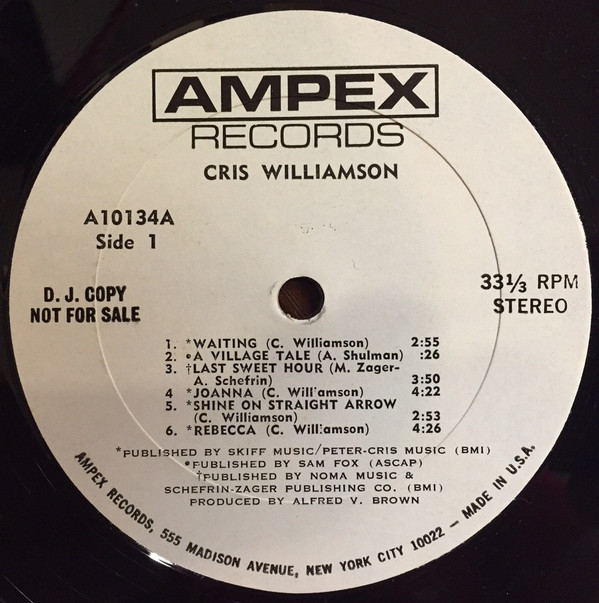 AMPEX
RECORDS
CRIS WILLIAMSON
A10134A
Side 1
D. J. COPY
NOT FOR SALE
33⅓ RPM
STEREO
1. *WAITING (C. Williamson) 2:55
2. •A VILLAGE TALE (A. Shulman) :26
3. †LAST SWEET HOUR (M. Zager-
A. Schefrin) 3:50
4 *JOANNA (C. Williamson) 4:22
5. *SHINE ON STRAIGHT ARROW
(C. Williamson) 2:53
6. *REBECCA (C. Williamson) 4:26
*PUBLISHED BY SKIFF MUSIC/PETER-CRIS MUSIC (BMI)
•PUBLISHED BY SAM FOX (ASCAP)
†PUBLISHED BY NOMA MUSIC &
SCHEFRIN-ZAGER PUBLISHING CO. (BMI)
PRODUCED BY ALFRED V. BROWN
AMPEX RECORDS, 555 MADISON AVENUE, NEW YORK CITY 10022 — MADE IN U.S.A.